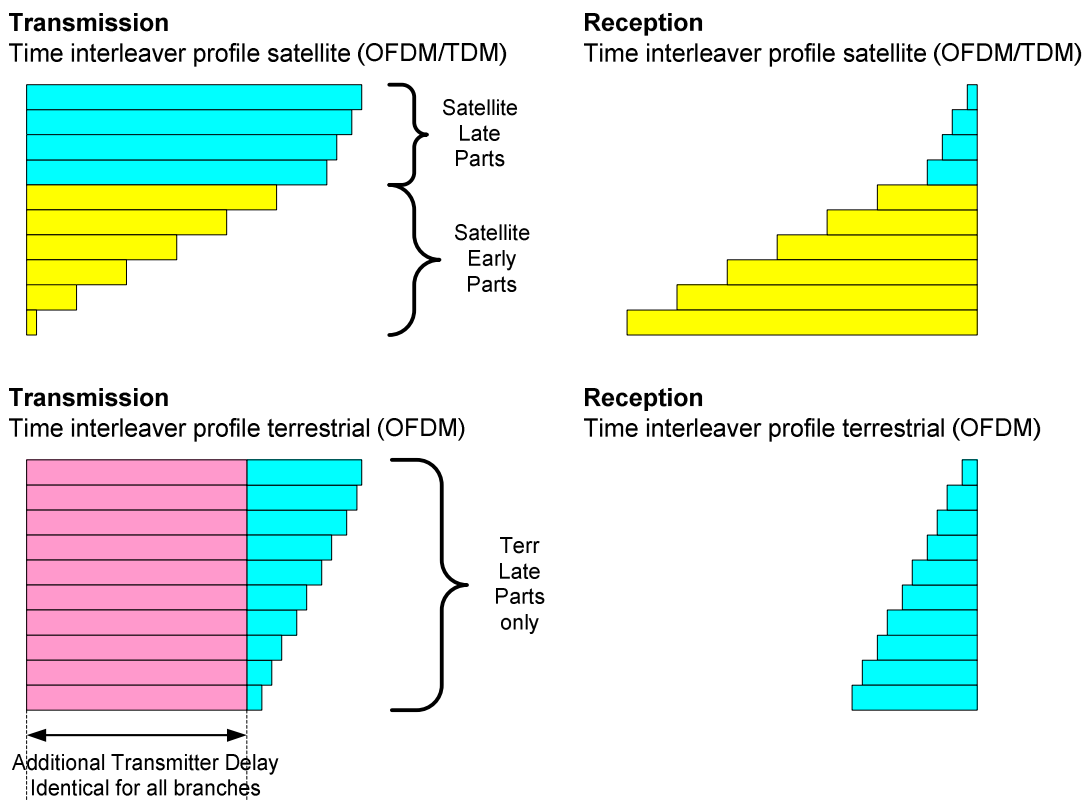 Transmission
Time interleaver profile satellite (OFDM/TDM)
Satellite
Late
Parts
Satellite
Early
Parts
Reception
Time interleaver profile satellite (OFDM/TDM)
Transmission
Time interleaver profile terrestrial (OFDM)
Terr
Late
Parts
only
Additional Transmitter Delay
Identical for all branches
Reception
Time interleaver profile terrestrial (OFDM)